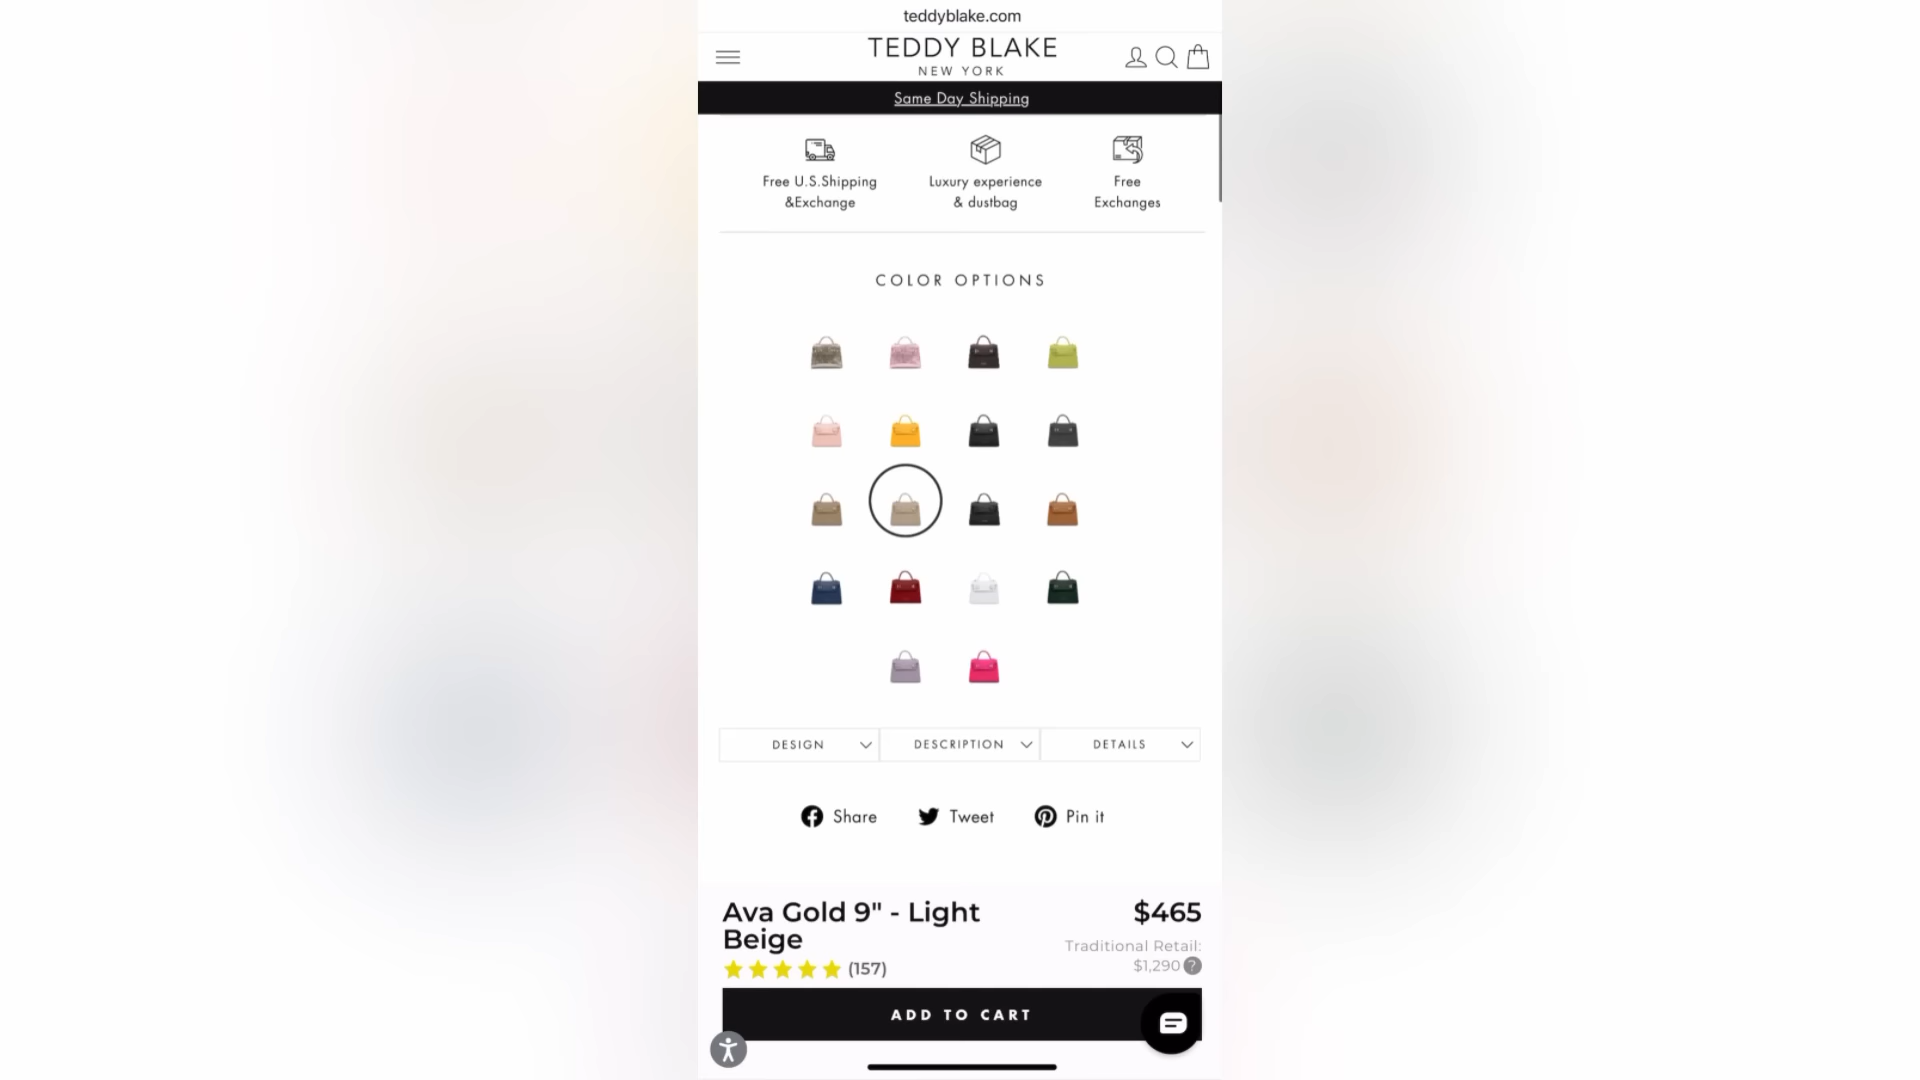 teddyblake.com
TEDDY BLAKE
NEW YORK
Same Day Shipping
Free U.S.Shipping
&Exchange
Luxury experience
& dustbag
Free
Exchanges
COLOR OPTIONS
DESIGN
DESCRIPTION
DETAILS
Share
Tweet
Pin it
Ava Gold 9" - Light
Beige
(157)
$465
Traditional Retail:
$1,290 ?
ADD TO CART